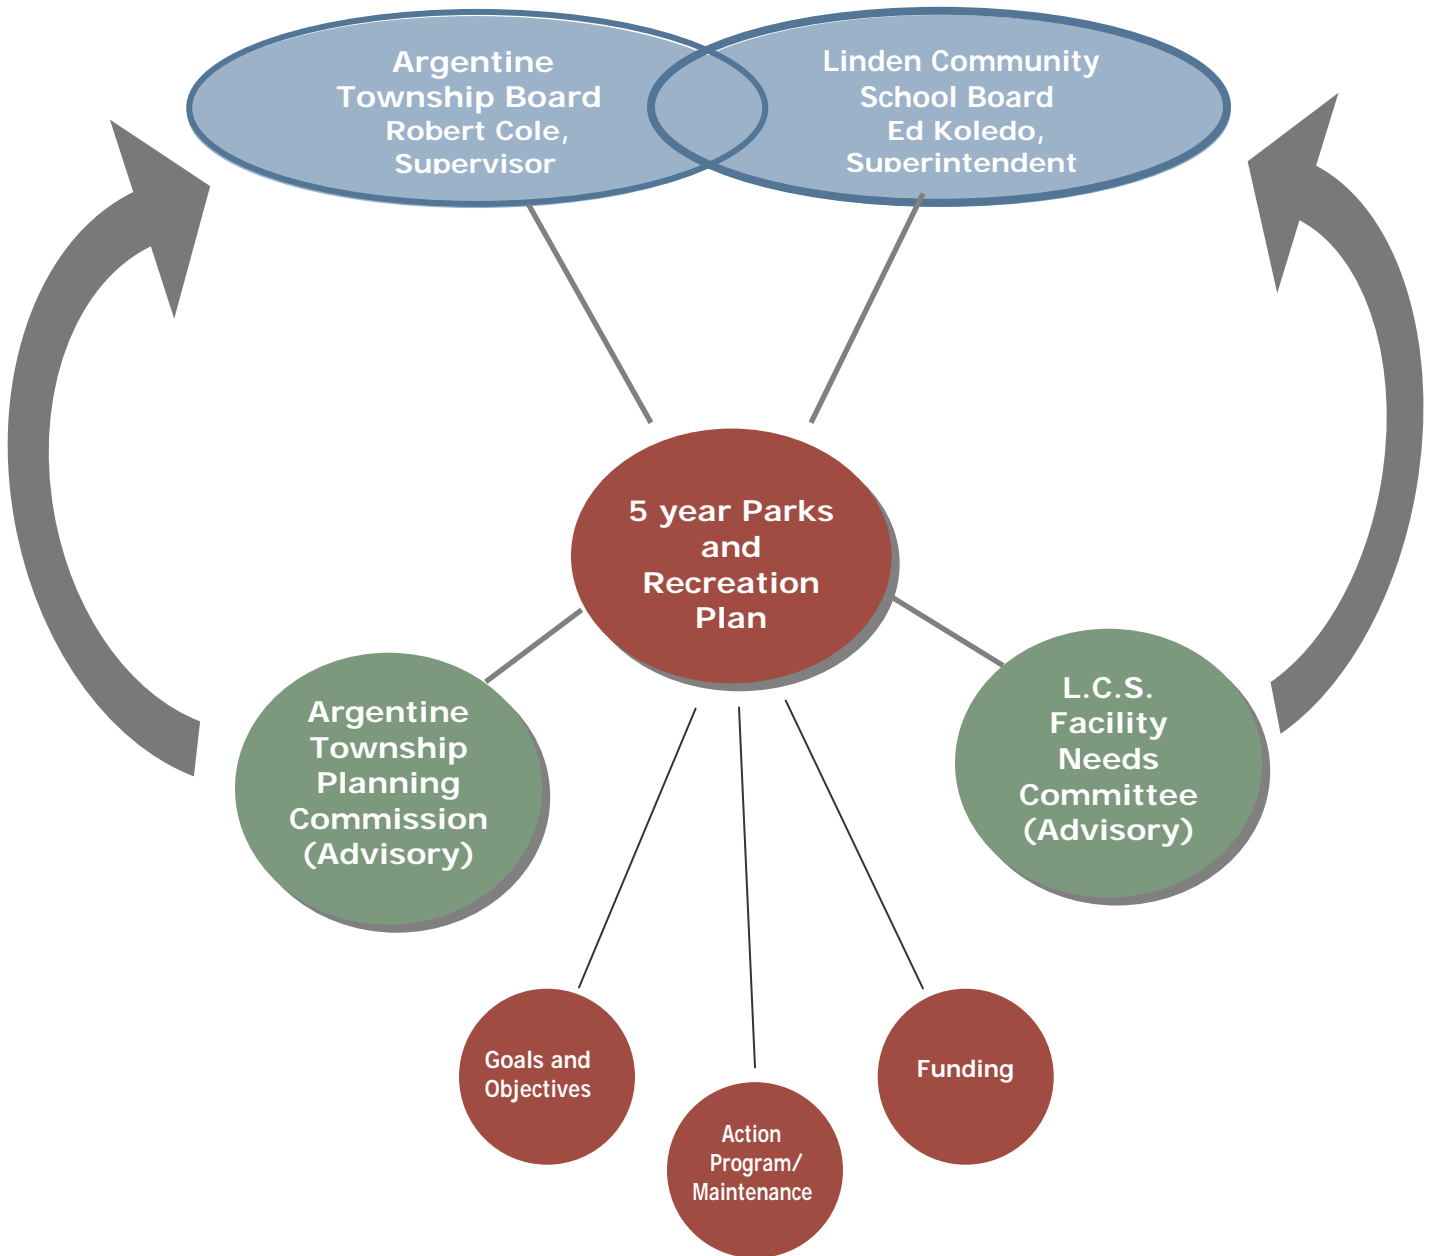 Argentine
Township Board
Robert Cole,
Supervisor
Linden Community
School Board
Ed Koledo,
Superintendent
5 year Parks
and
Recreation
Plan
Argentine
Township
Planning
Commission
(Advisory)
L.C.S.
Facility
Needs
Committee
(Advisory)
Goals and
Objectives
Action
Program/
Maintenance
Funding